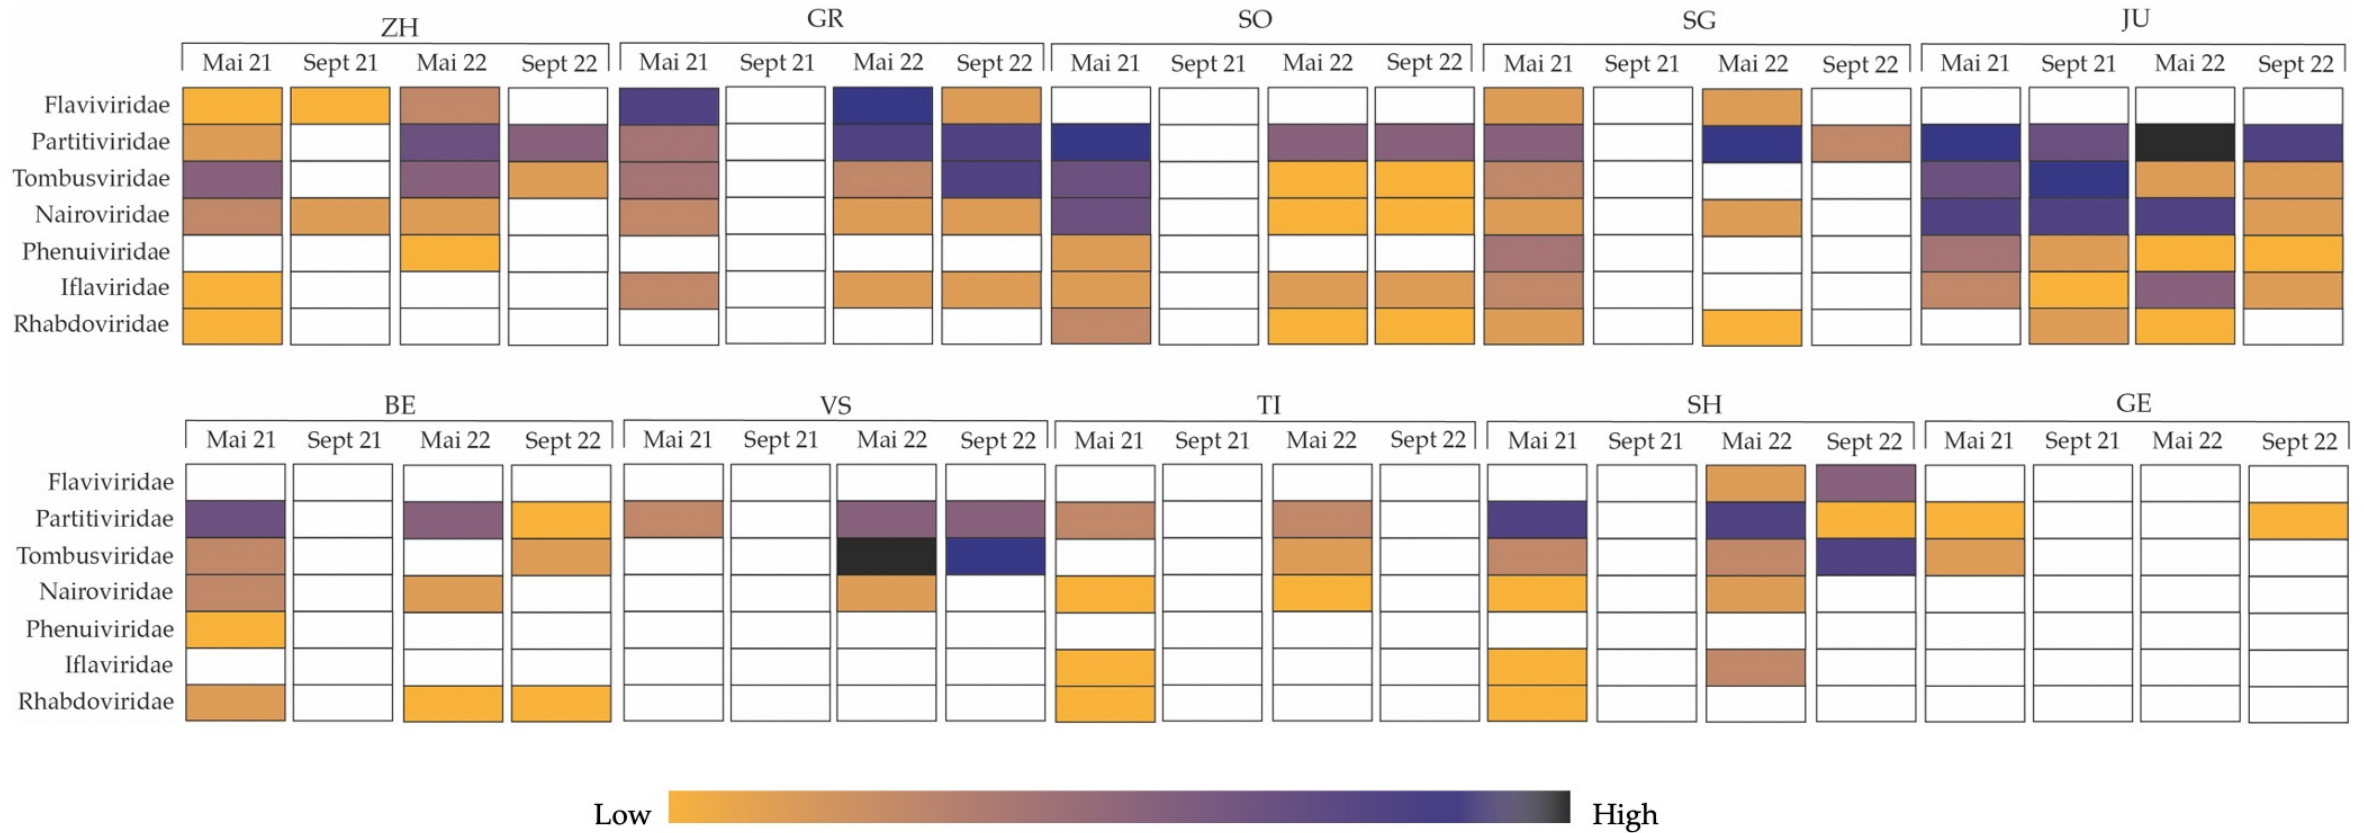 ZH GR SO SG JU
Mai 21 Sept 21 Mai 22 Sept 22 Mai 21 Sept 21 Mai 22 Sept 22 Mai 21 Sept 21 Mai 22 Sept 22 Mai 21 Sept 21 Mai 22 Sept 22 Mai 21 Sept 21 Mai 22 Sept 22
Flaviviridae
Partitiviridae
Tombusviridae
Nairoviridae
Phenuiviridae
Iflaviridae
Rhabdoviridae
BE VS TI SH GE
Mai 21 Sept 21 Mai 22 Sept 22 Mai 21 Sept 21 Mai 22 Sept 22 Mai 21 Sept 21 Mai 22 Sept 22 Mai 21 Sept 21 Mai 22 Sept 22 Mai 21 Sept 21 Mai 22 Sept 22
Flaviviridae
Partitiviridae
Tombusviridae
Nairoviridae
Phenuiviridae
Iflaviridae
Rhabdoviridae
Low High